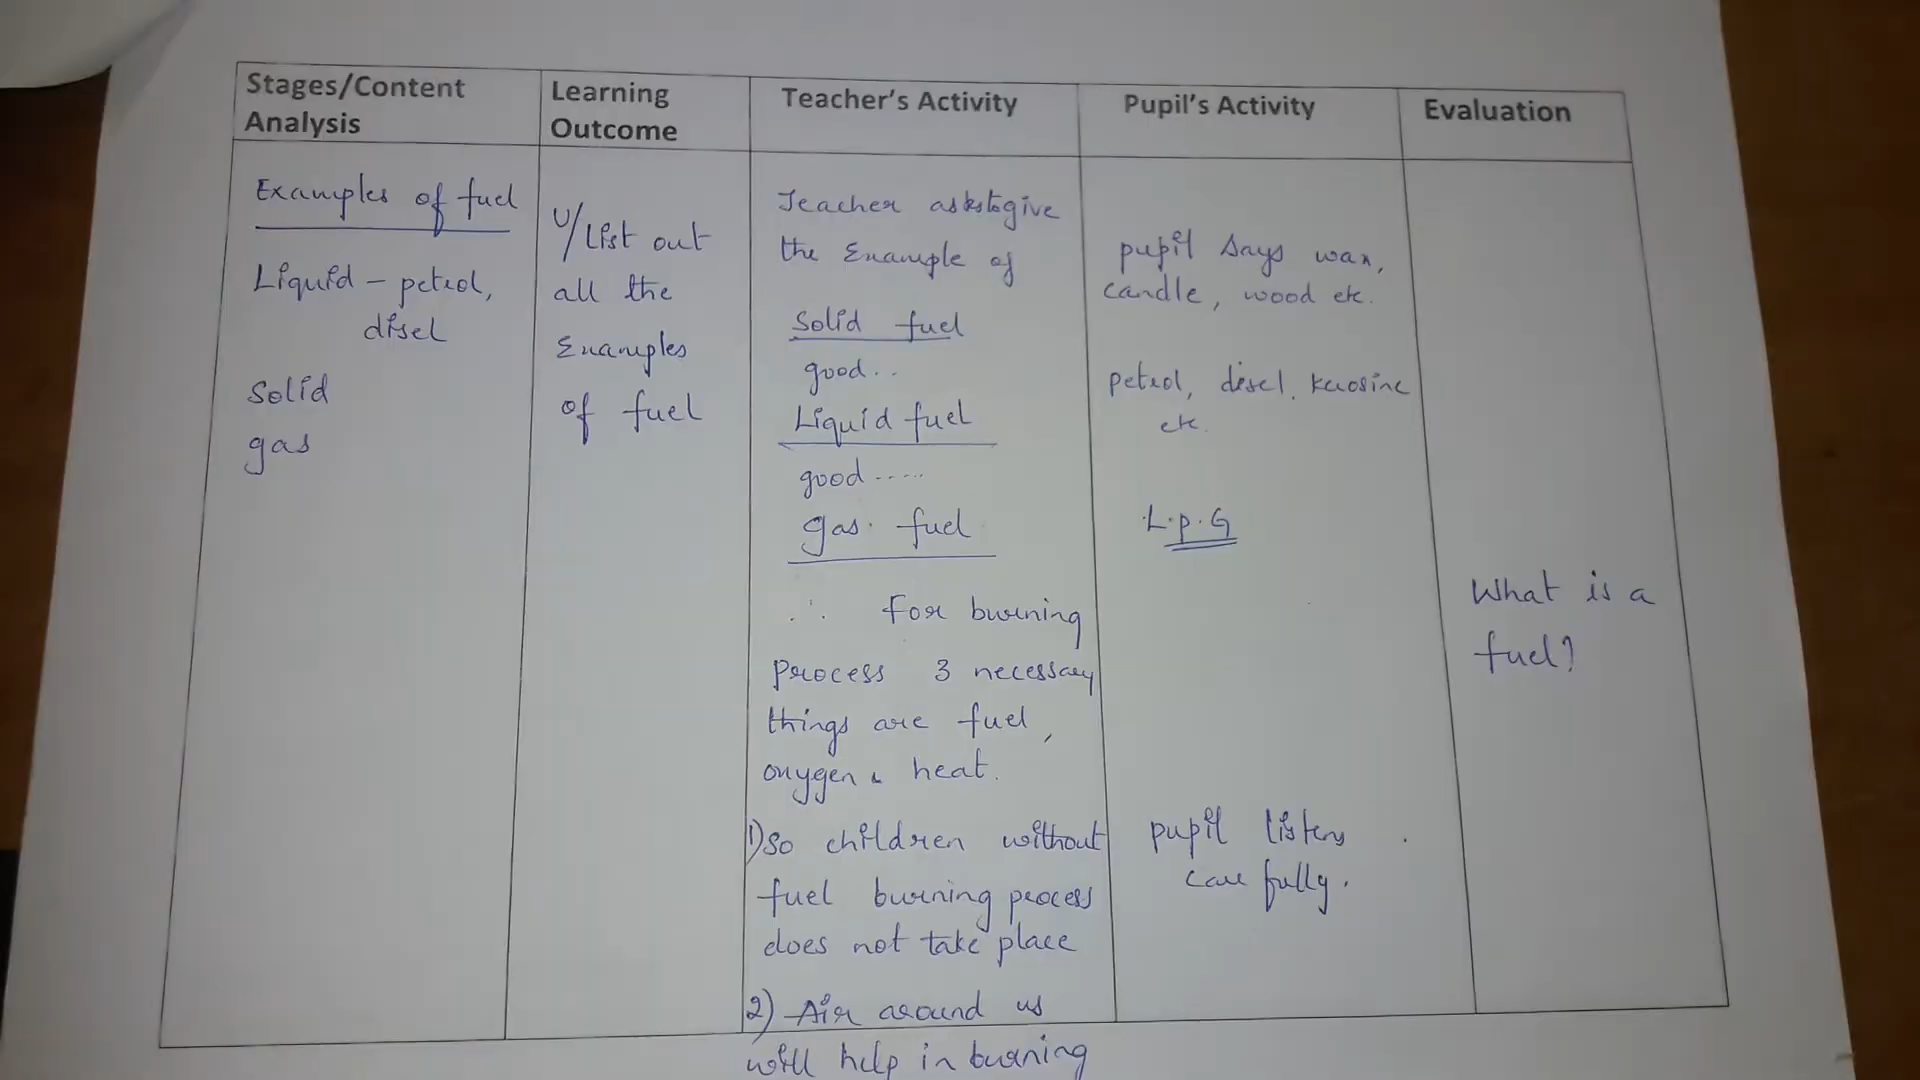 Stages/Content
Analysis
Learning
Outcome
Teacher's Activity
Pupil's Activity
Evaluation
Examples of fuel
Liquid – petrol,
disel
Solid
gas
U/List out
all the
Examples
of fuel
Teacher asks to give
the Example of
Solid fuel
good..
Liquid fuel
good.....
gas. fuel
∴ For burning
Process 3 necessary
things are fuel,
oxygen & heat.
1) So children without
fuel burning process
does not take place
2) Air around us
will help in burning
pupil says wax,
candle, wood etc.
petrol, disel, kerosine
etc.
L.p.G
pupil listens
carefully.
What is a
fuel?